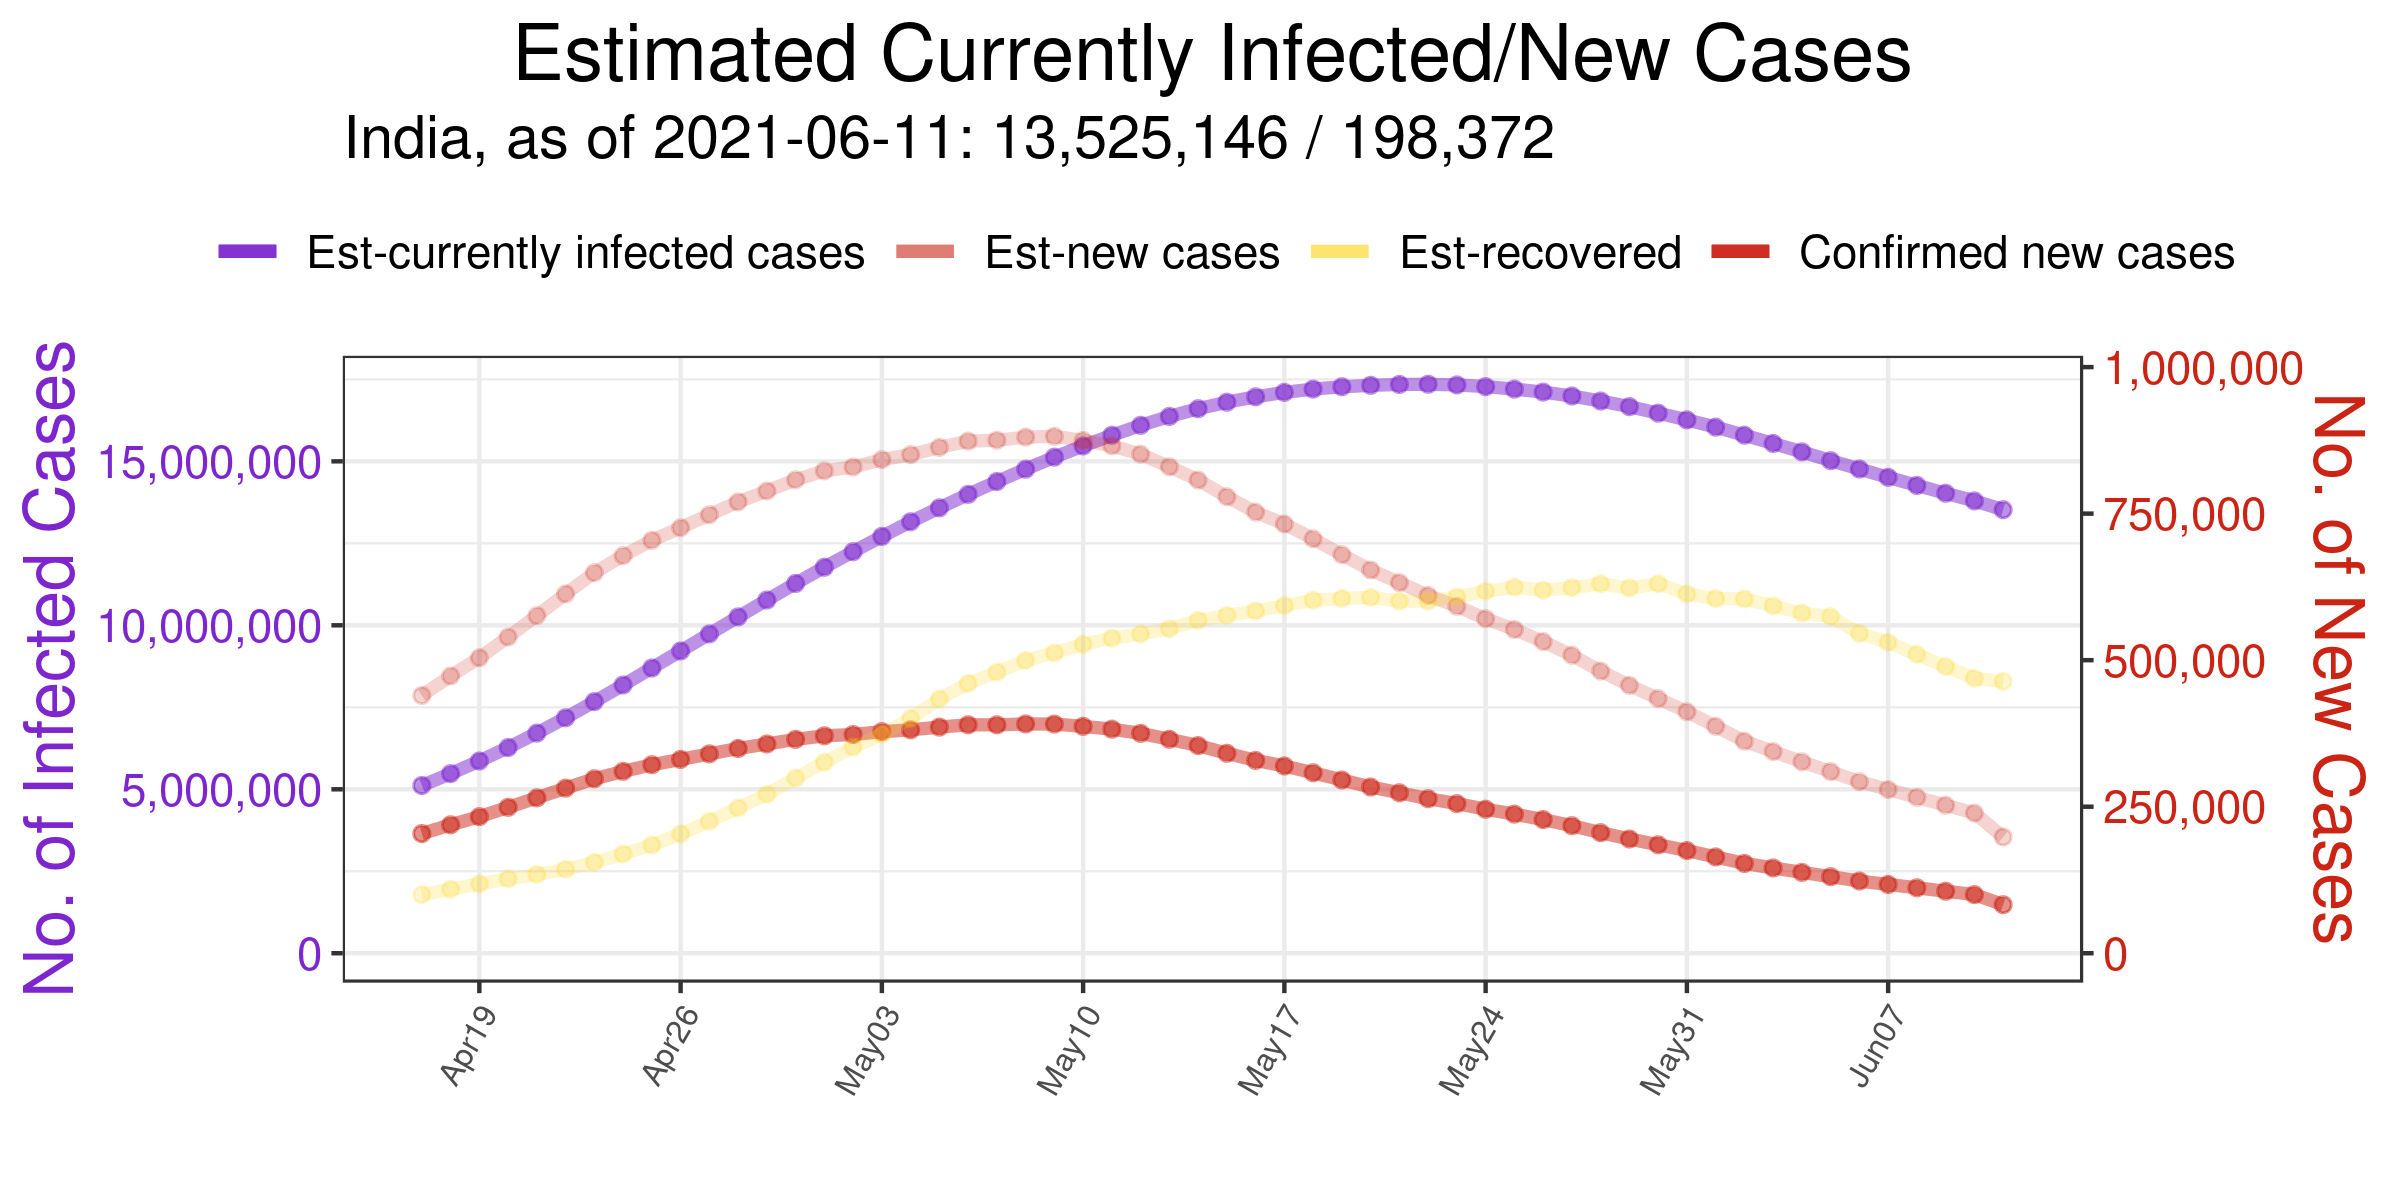 Estimated Currently Infected/New Cases
India, as of 2021-06-11: 13,525,146 / 198,372
Est-currently infected cases Est-new cases Est-recovered Confirmed new cases
No. of Infected Cases
15,000,000
10,000,000
5,000,000
0
1,000,000
750,000
500,000
250,000
0
No. of New Cases
Apr19 Apr26 May03 May10 May17 May24 May31 Jun07